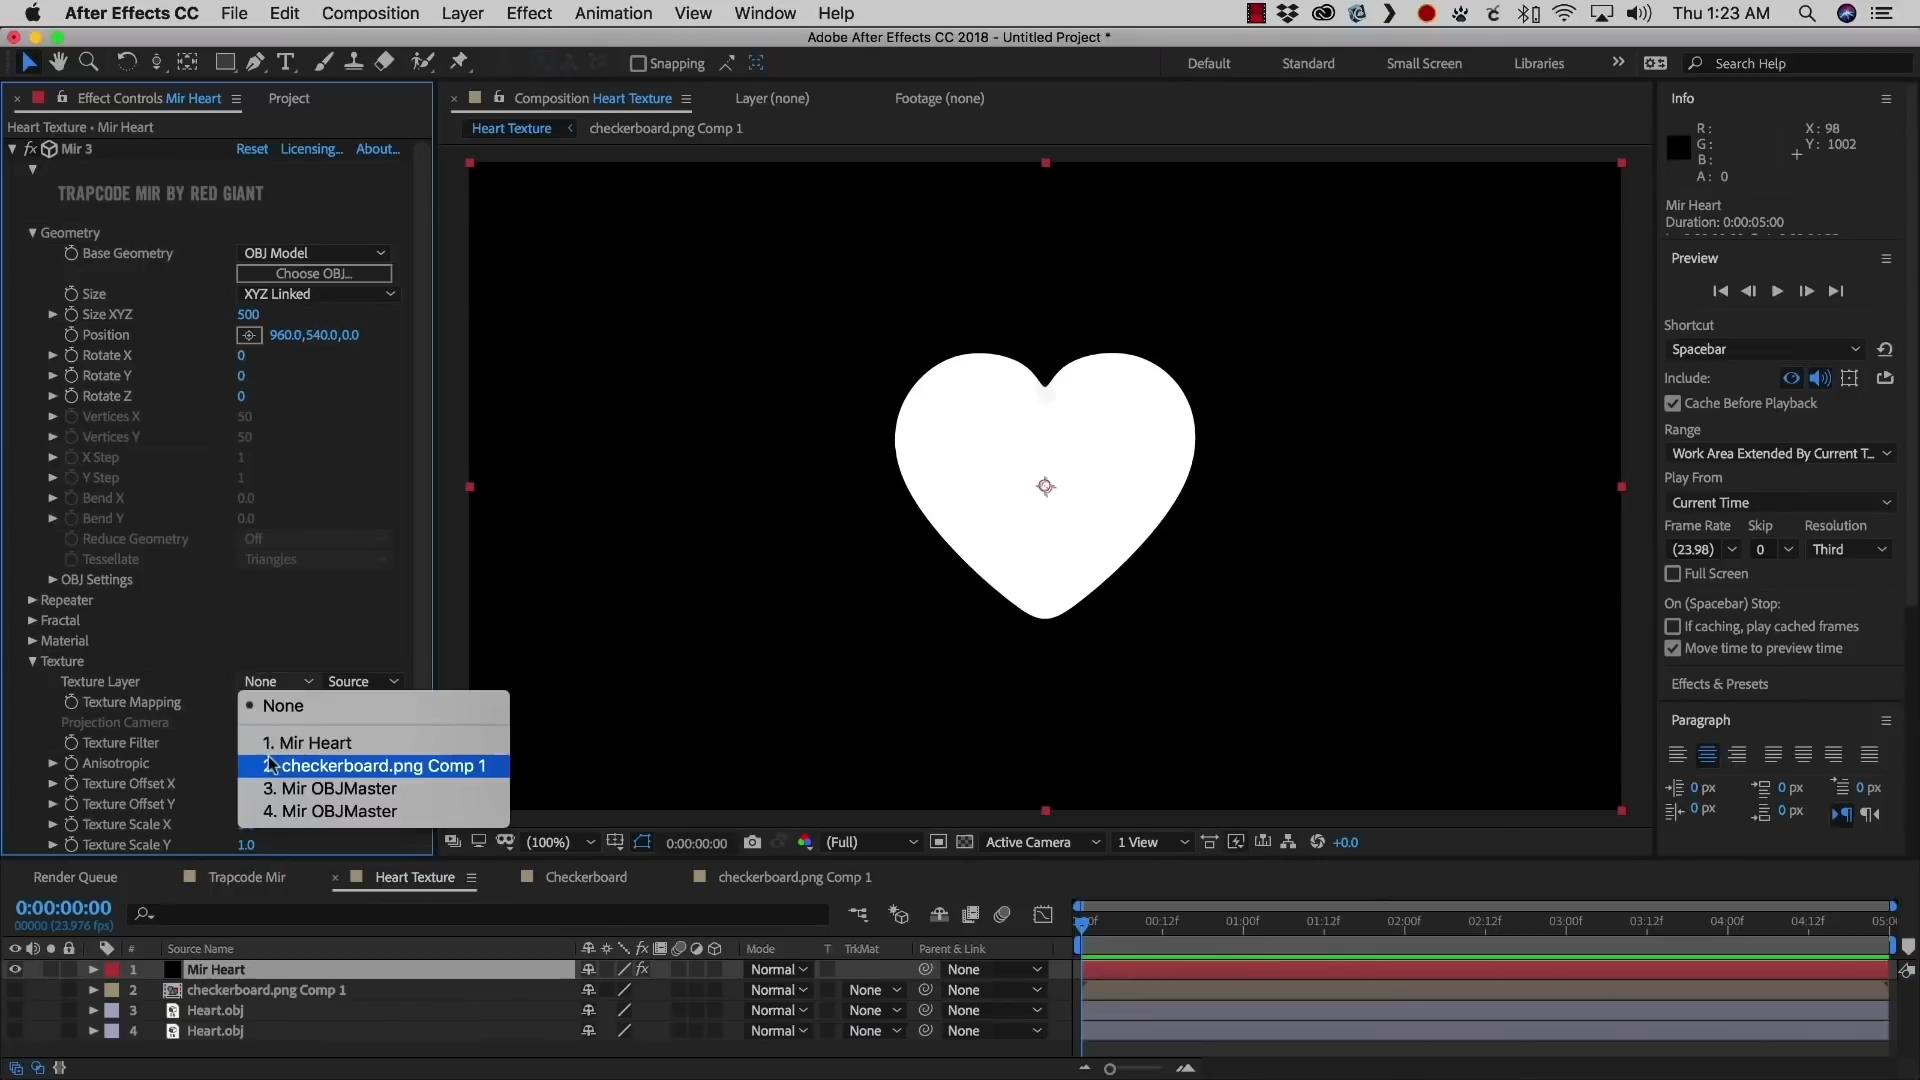 After Effects CC File Edit Composition Layer Effect Animation View Window Help Thu 1:23 AM
Adobe After Effects CC 2018 - Untitled Project *
Snapping Default Standard Small Screen Libraries Search Help
Effect Controls Mir Heart Project
Heart Texture • Mir Heart
fx Mir 3 Reset Licensing... About...
TRAPCODE MIR BY RED GIANT
Geometry
Base Geometry OBJ Model
Choose OBJ...
Size XYZ Linked
Size XYZ 500
Position 960.0,540.0,0.0
Rotate X 0
Rotate Y 0
Rotate Z 0
Vertices X 50
Vertices Y 50
X Step 1
Y Step 1
Bend X 0.0
Bend Y 0.0
Reduce Geometry Off
Tessellate Triangles
OBJ Settings
Repeater
Fractal
Material
Texture
Texture Layer None Source
Texture Mapping
Projection Camera
Texture Filter
Anisotropic
Texture Offset X
Texture Offset Y
Texture Scale X
Texture Scale Y 1.0
None
1. Mir Heart
checkerboard.png Comp 1
3. Mir OBJMaster
4. Mir OBJMaster
Composition Heart Texture Layer (none) Footage (none)
Heart Texture checkerboard.png Comp 1
(100%) 0:00:00:00 (Full) Active Camera 1 View +0.0
Info
R: X: 98
G: Y: 1002
B:
A: 0
Mir Heart
Duration: 0:00:05:00
Preview
Shortcut
Spacebar
Include:
Cache Before Playback
Range
Work Area Extended By Current T...
Play From
Current Time
Frame Rate Skip Resolution
(23.98) 0 Third
Full Screen
On (Spacebar) Stop:
If caching, play cached frames
Move time to preview time
Effects & Presets
Paragraph
0 px 0 px 0 px
0 px 0 px
Render Queue Trapcode Mir Heart Texture Checkerboard checkerboard.png Comp 1
0:00:00:00
00000 (23.976 fps)
00:12f 01:00f 01:12f 02:00f 02:12f 03:00f 03:12f 04:00f 04:12f
# Source Name fx Mode T TrkMat Parent & Link
1 Mir Heart fx Normal None
2 checkerboard.png Comp 1 Normal None None
3 Heart.obj Normal None None
4 Heart.obj Normal None None